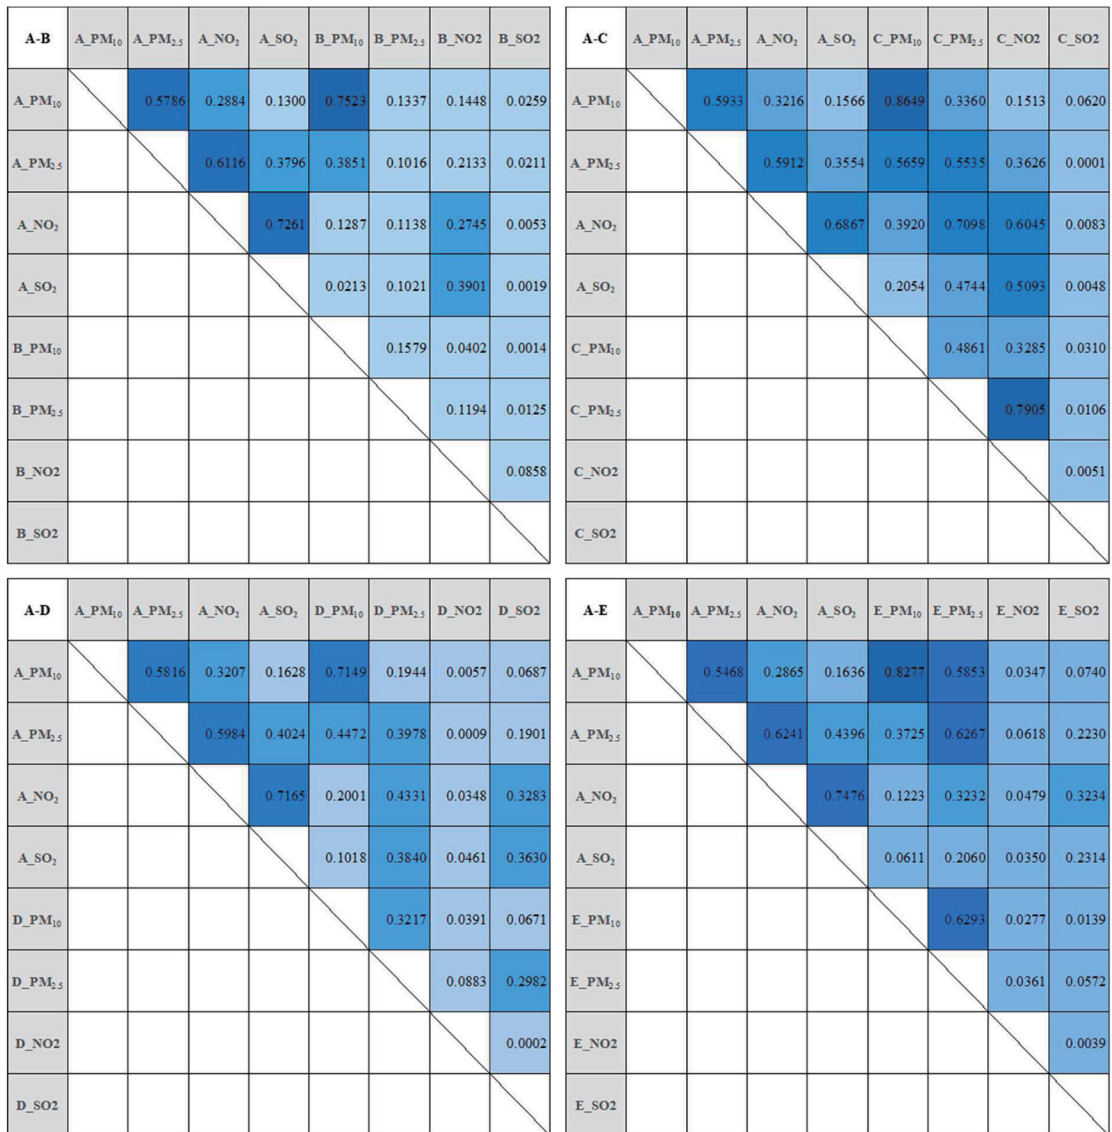 A-B A_PM₁₀ A_PM₂.₅ A_NO₂ A_SO₂ B_PM₁₀ B_PM₂.₅ B_NO2 B_SO2
A_PM₁₀ 0.5786 0.2884 0.1300 0.7523 0.1337 0.1448 0.0259
A_PM₂.₅ 0.6116 0.3796 0.3851 0.1016 0.2133 0.0211
A_NO₂ 0.7261 0.1287 0.1138 0.2745 0.0053
A_SO₂ 0.0213 0.1021 0.3901 0.0019
B_PM₁₀ 0.1579 0.0402 0.0014
B_PM₂.₅ 0.1194 0.0125
B_NO2 0.0858
B_SO2
A-C A_PM₁₀ A_PM₂.₅ A_NO₂ A_SO₂ C_PM₁₀ C_PM₂.₅ C_NO2 C_SO2
A_PM₁₀ 0.5933 0.3216 0.1566 0.8649 0.3360 0.1513 0.0620
A_PM₂.₅ 0.5912 0.3554 0.5659 0.5535 0.3626 0.0001
A_NO₂ 0.6867 0.3920 0.7098 0.6045 0.0083
A_SO₂ 0.2054 0.4744 0.5093 0.0048
C_PM₁₀ 0.4861 0.3285 0.0310
C_PM₂.₅ 0.7905 0.0106
C_NO2 0.0051
C_SO2
A-D A_PM₁₀ A_PM₂.₅ A_NO₂ A_SO₂ D_PM₁₀ D_PM₂.₅ D_NO2 D_SO2
A_PM₁₀ 0.5816 0.3207 0.1628 0.7149 0.1944 0.0057 0.0687
A_PM₂.₅ 0.5984 0.4024 0.4472 0.3978 0.0009 0.1901
A_NO₂ 0.7165 0.2001 0.4331 0.0348 0.3283
A_SO₂ 0.1018 0.3840 0.0461 0.3630
D_PM₁₀ 0.3217 0.0391 0.0671
D_PM₂.₅ 0.0883 0.2982
D_NO2 0.0002
D_SO2
A-E A_PM₁₀ A_PM₂.₅ A_NO₂ A_SO₂ E_PM₁₀ E_PM₂.₅ E_NO2 E_SO2
A_PM₁₀ 0.5468 0.2865 0.1636 0.8277 0.5853 0.0347 0.0740
A_PM₂.₅ 0.6241 0.4396 0.3725 0.6267 0.0618 0.2230
A_NO₂ 0.7476 0.1223 0.3232 0.0479 0.3234
A_SO₂ 0.0611 0.2060 0.0350 0.2314
E_PM₁₀ 0.6293 0.0277 0.0139
E_PM₂.₅ 0.0361 0.0572
E_NO2 0.0039
E_SO2